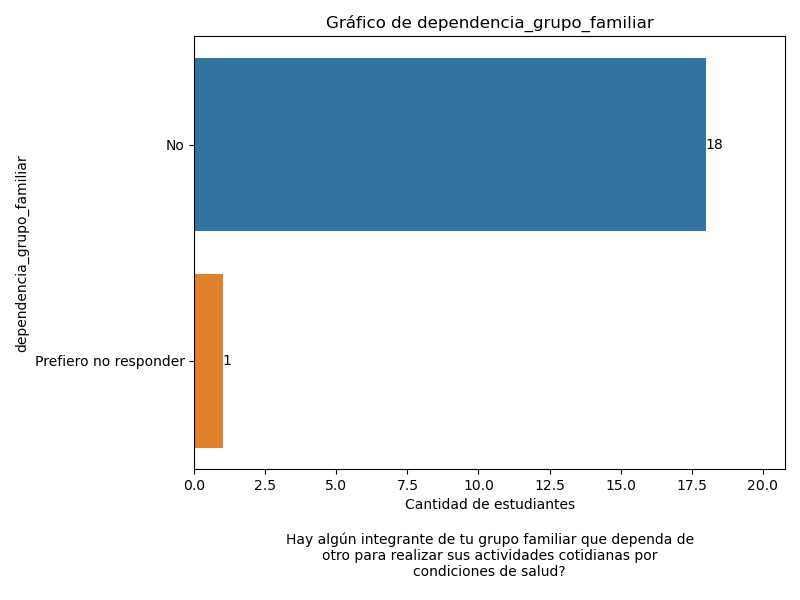 Gráfico de dependencia_grupo_familiar
dependencia_grupo_familiar
No
18
Prefiero no responder
1
0.0 2.5 5.0 7.5 10.0 12.5 15.0 17.5 20.0
Cantidad de estudiantes
Hay algún integrante de tu grupo familiar que dependa de
otro para realizar sus actividades cotidianas por
condiciones de salud?